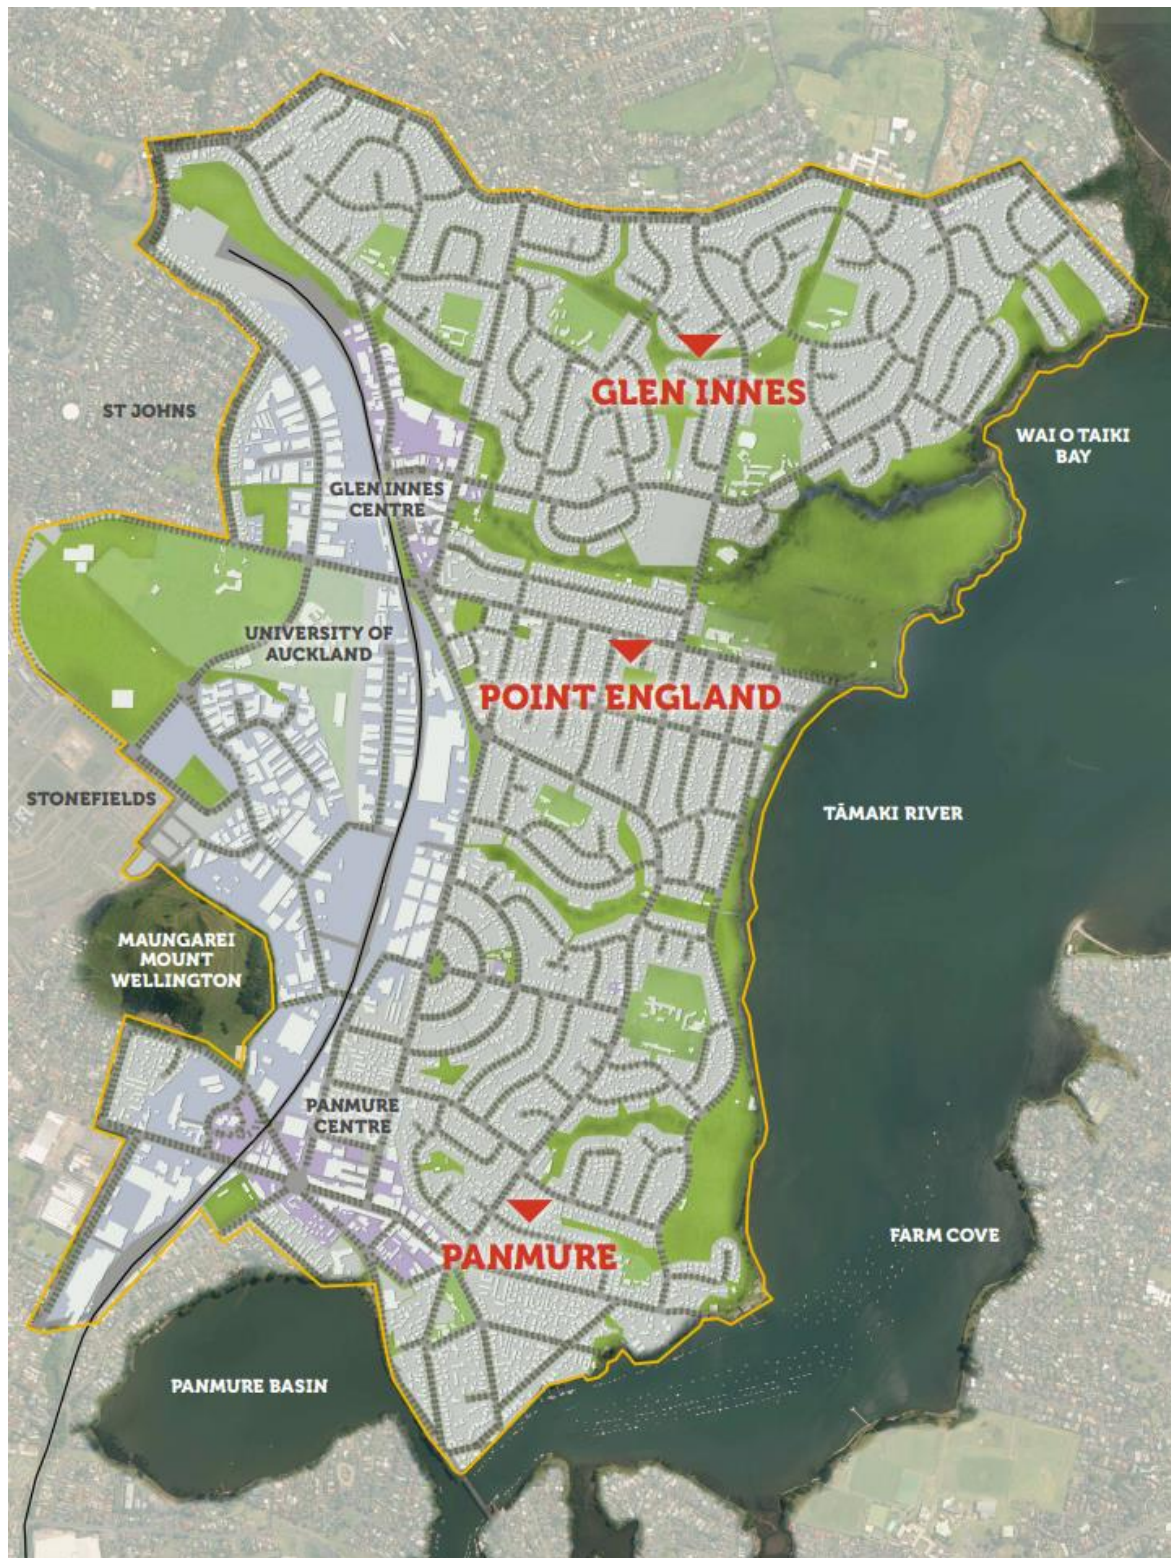 GLEN INNES
ST JOHNS
WAI O TAIKI
BAY
GLEN INNES
CENTRE
UNIVERSITY OF
AUCKLAND
POINT ENGLAND
STONEFIELDS
TĀMAKI RIVER
MAUNGAREI
MOUNT
WELLINGTON
PANMURE
CENTRE
FARM COVE
PANMURE
PANMURE BASIN